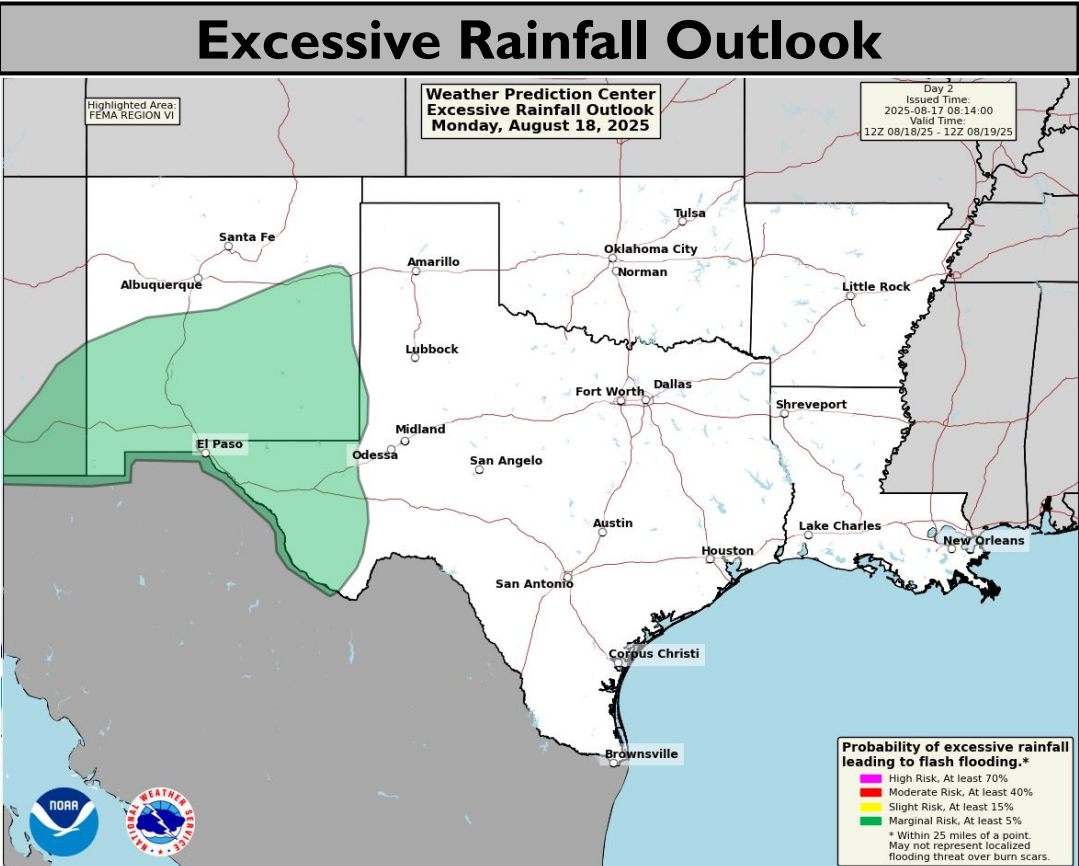 Excessive Rainfall Outlook
Highlighted Area:
FEMA REGION VI
Weather Prediction Center
Excessive Rainfall Outlook
Monday, August 18, 2025
Day 2
Issued Time:
2025-08-17 08:14:00
Valid Time:
12Z 08/18/25 - 12Z 08/19/25
Tulsa
Santa Fe
Oklahoma City
Amarillo
Norman
Albuquerque
Little Rock
Lubbock
Dallas
Fort Worth
Shreveport
Midland
El Paso
Odessa
San Angelo
Austin
Lake Charles
New Orleans
Houston
San Antonio
Corpus Christi
Brownsville
Probability of excessive rainfall
leading to flash flooding.*
High Risk, At least 70%
Moderate Risk, At least 40%
Slight Risk, At least 15%
Marginal Risk, At least 5%
* Within 25 miles of a point.
May not represent localized
flooding threat over burn scars.
NOAA
NATIONAL WEATHER SERVICE